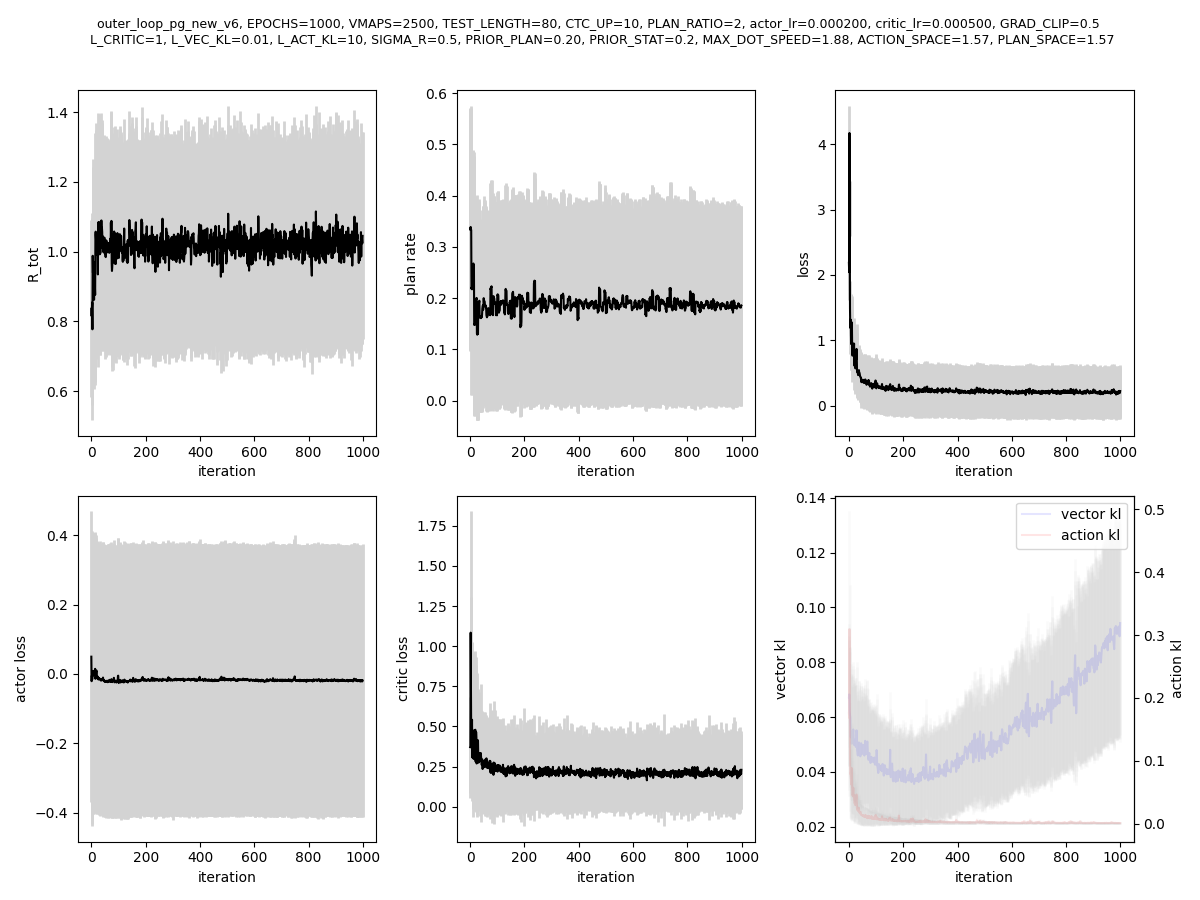 outer_loop_pg_new_v6, EPOCHS=1000, VMAPS=2500, TEST_LENGTH=80, CTC_UP=10, PLAN_RATIO=2, actor_lr=0.000200, critic_lr=0.000500, GRAD_CLIP=0.5
L_CRITIC=1, L_VEC_KL=0.01, L_ACT_KL=10, SIGMA_R=0.5, PRIOR_PLAN=0.20, PRIOR_STAT=0.2, MAX_DOT_SPEED=1.88, ACTION_SPACE=1.57, PLAN_SPACE=1.57
R_tot
1.4
1.2
1.0
0.8
0.6
0 200 400 600 800 1000
iteration
plan rate
0.6
0.5
0.4
0.3
0.2
0.1
0.0
0 200 400 600 800 1000
iteration
loss
4
3
2
1
0
0 200 400 600 800 1000
iteration
actor loss
0.4
0.2
0.0
−0.2
−0.4
0 200 400 600 800 1000
iteration
critic loss
1.75
1.50
1.25
1.00
0.75
0.50
0.25
0.00
0 200 400 600 800 1000
iteration
vector kl
0.14
0.12
0.10
0.08
0.06
0.04
0.02
0 200 400 600 800 1000
iteration
vector kl
action kl
0.5
0.4
0.3
0.2
0.1
0.0
action kl